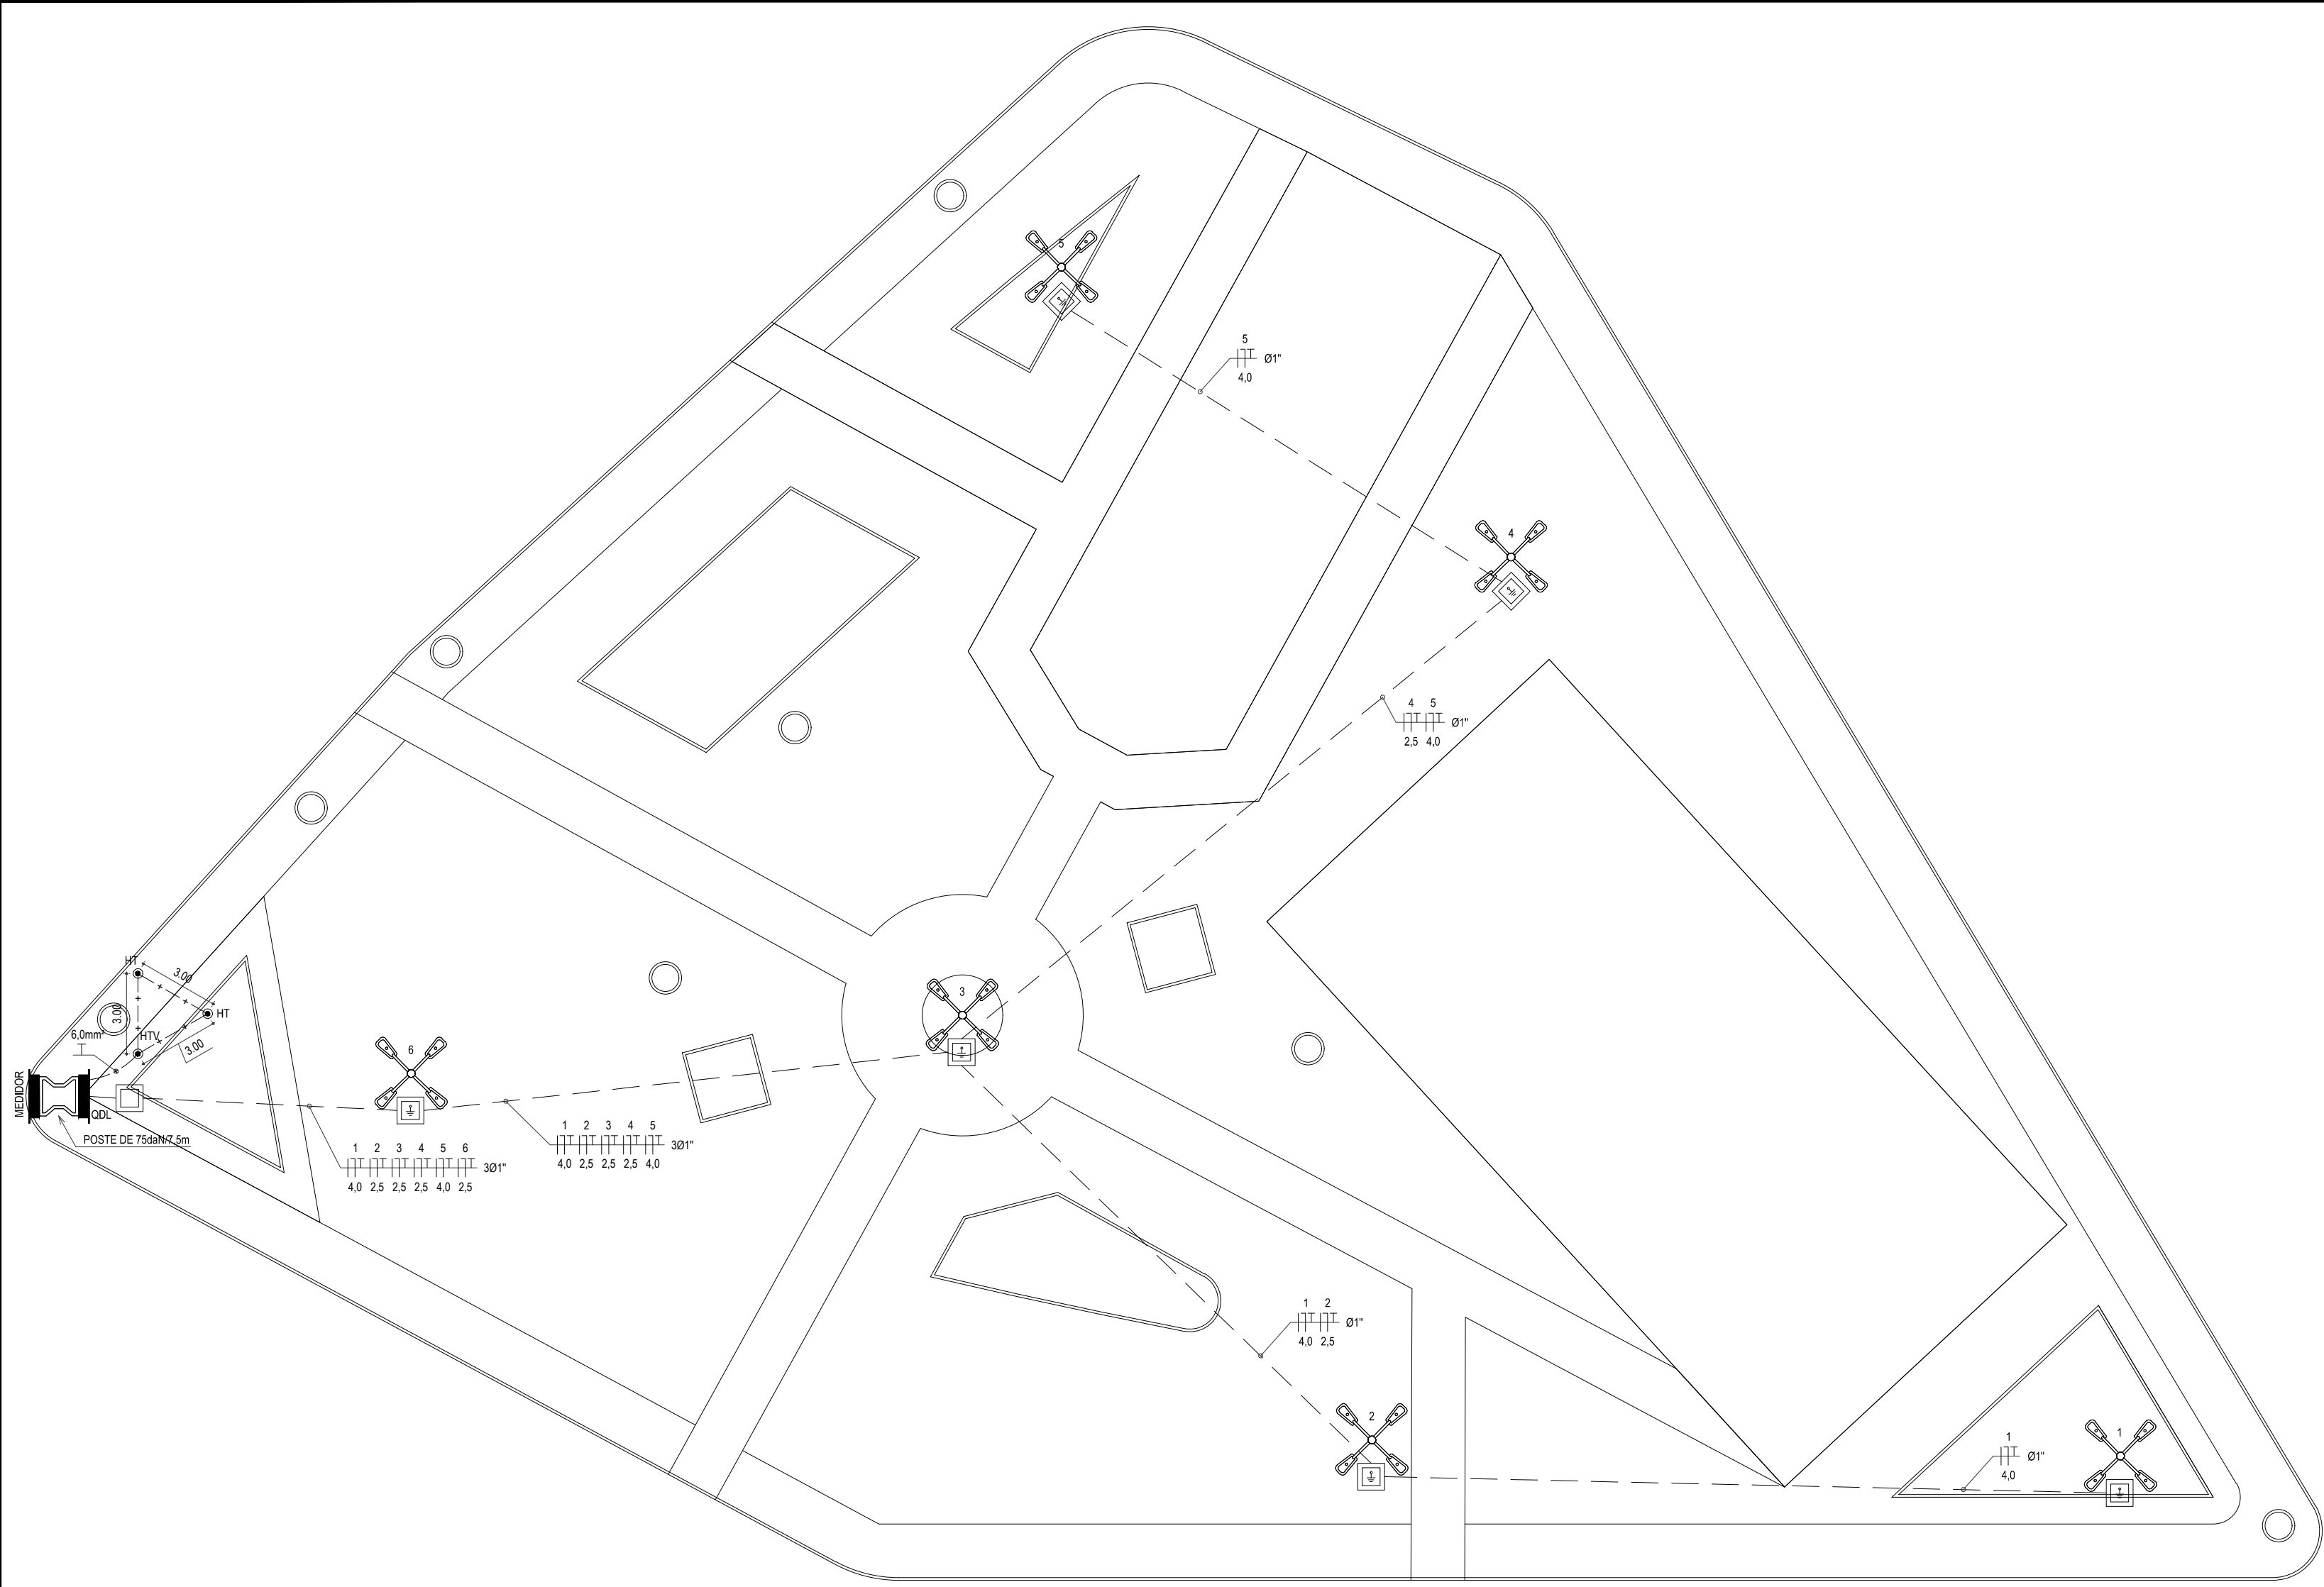 5
5
Ø1"
4,0
4
4 5
Ø1"
2,5 4,0
HT
3.00
3.00
HT
6,0mm²
HTV
3.00
3
6
MEDIDOR
QDL
POSTE DE 75daN/7,5m
1 2 3 4 5
3Ø1"
4,0 2,5 2,5 2,5 4,0
1 2 3 4 5 6
3Ø1"
4,0 2,5 2,5 2,5 4,0 2,5
1 2
Ø1"
4,0 2,5
2
1
1
Ø1"
4,0